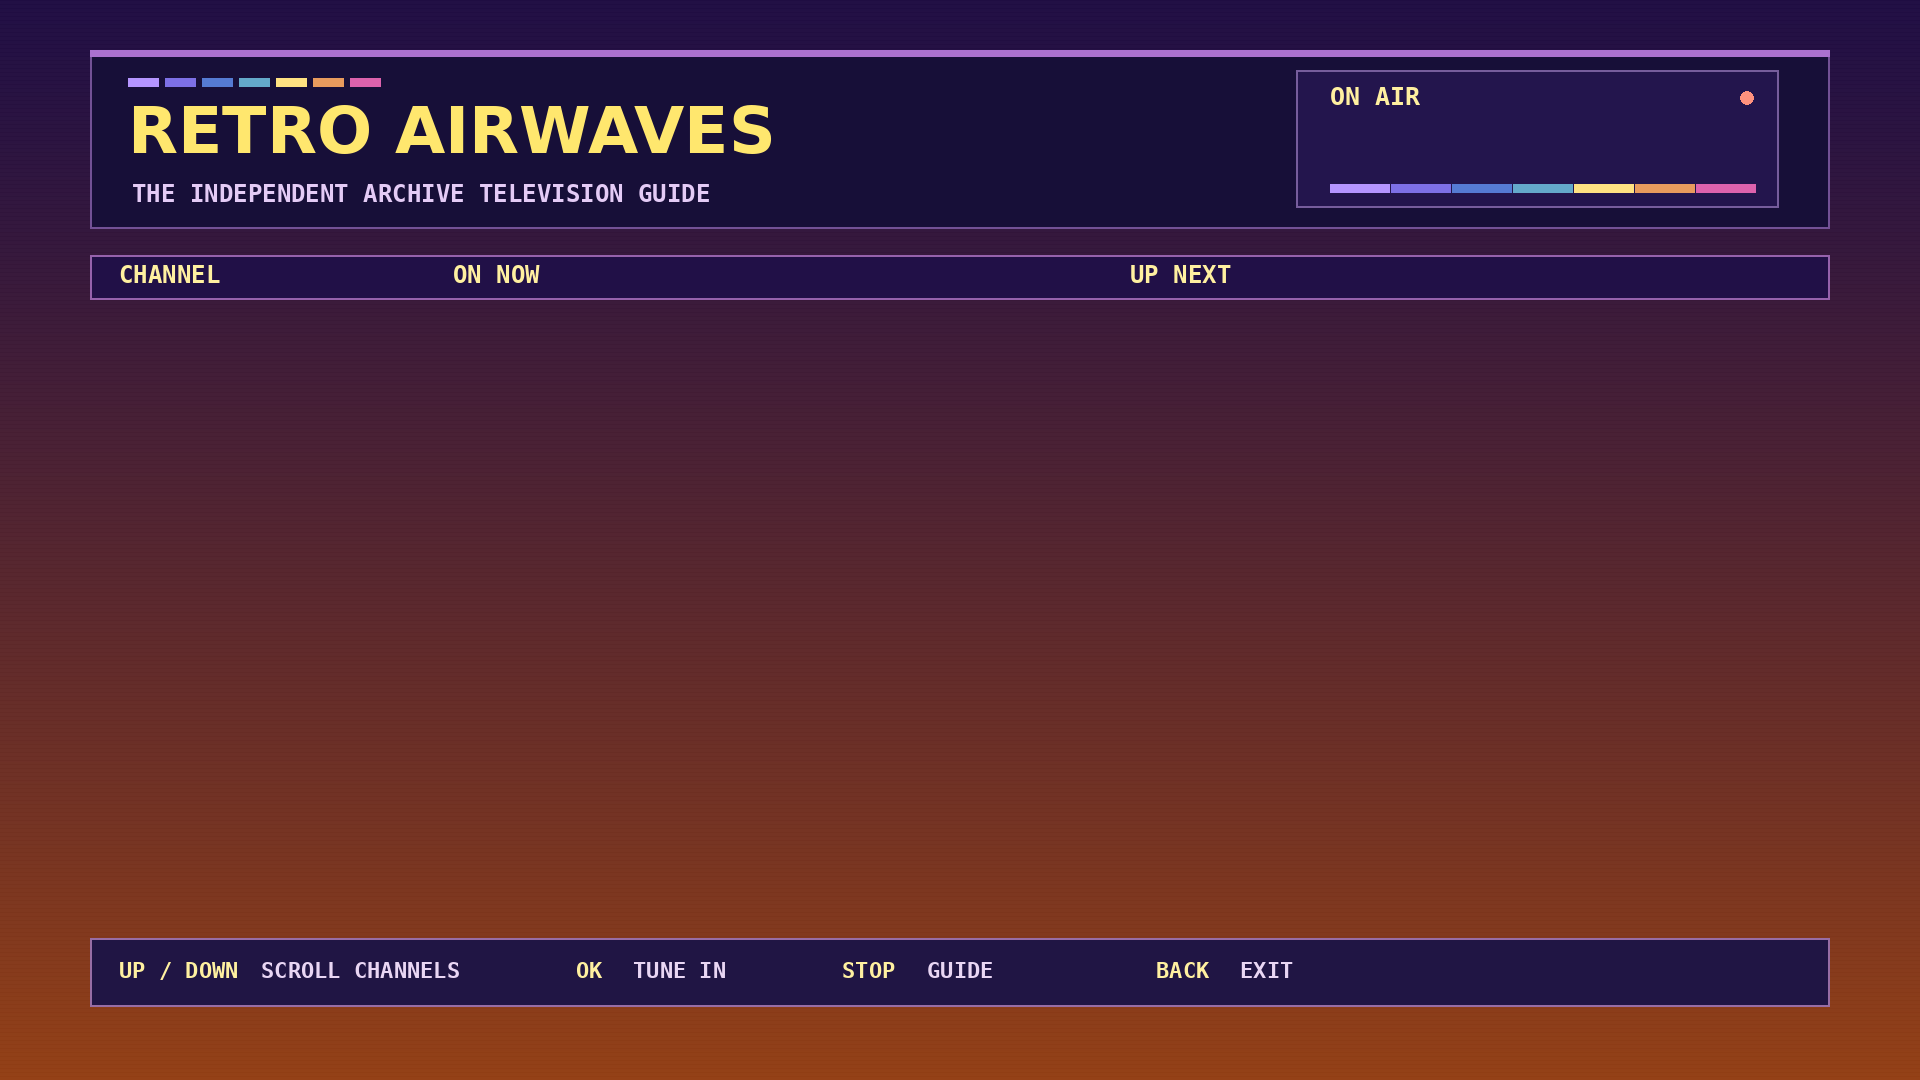 RETRO AIRWAVES
THE INDEPENDENT ARCHIVE TELEVISION GUIDE
ON AIR
CHANNEL ON NOW UP NEXT
UP / DOWN SCROLL CHANNELS OK TUNE IN STOP GUIDE BACK EXIT